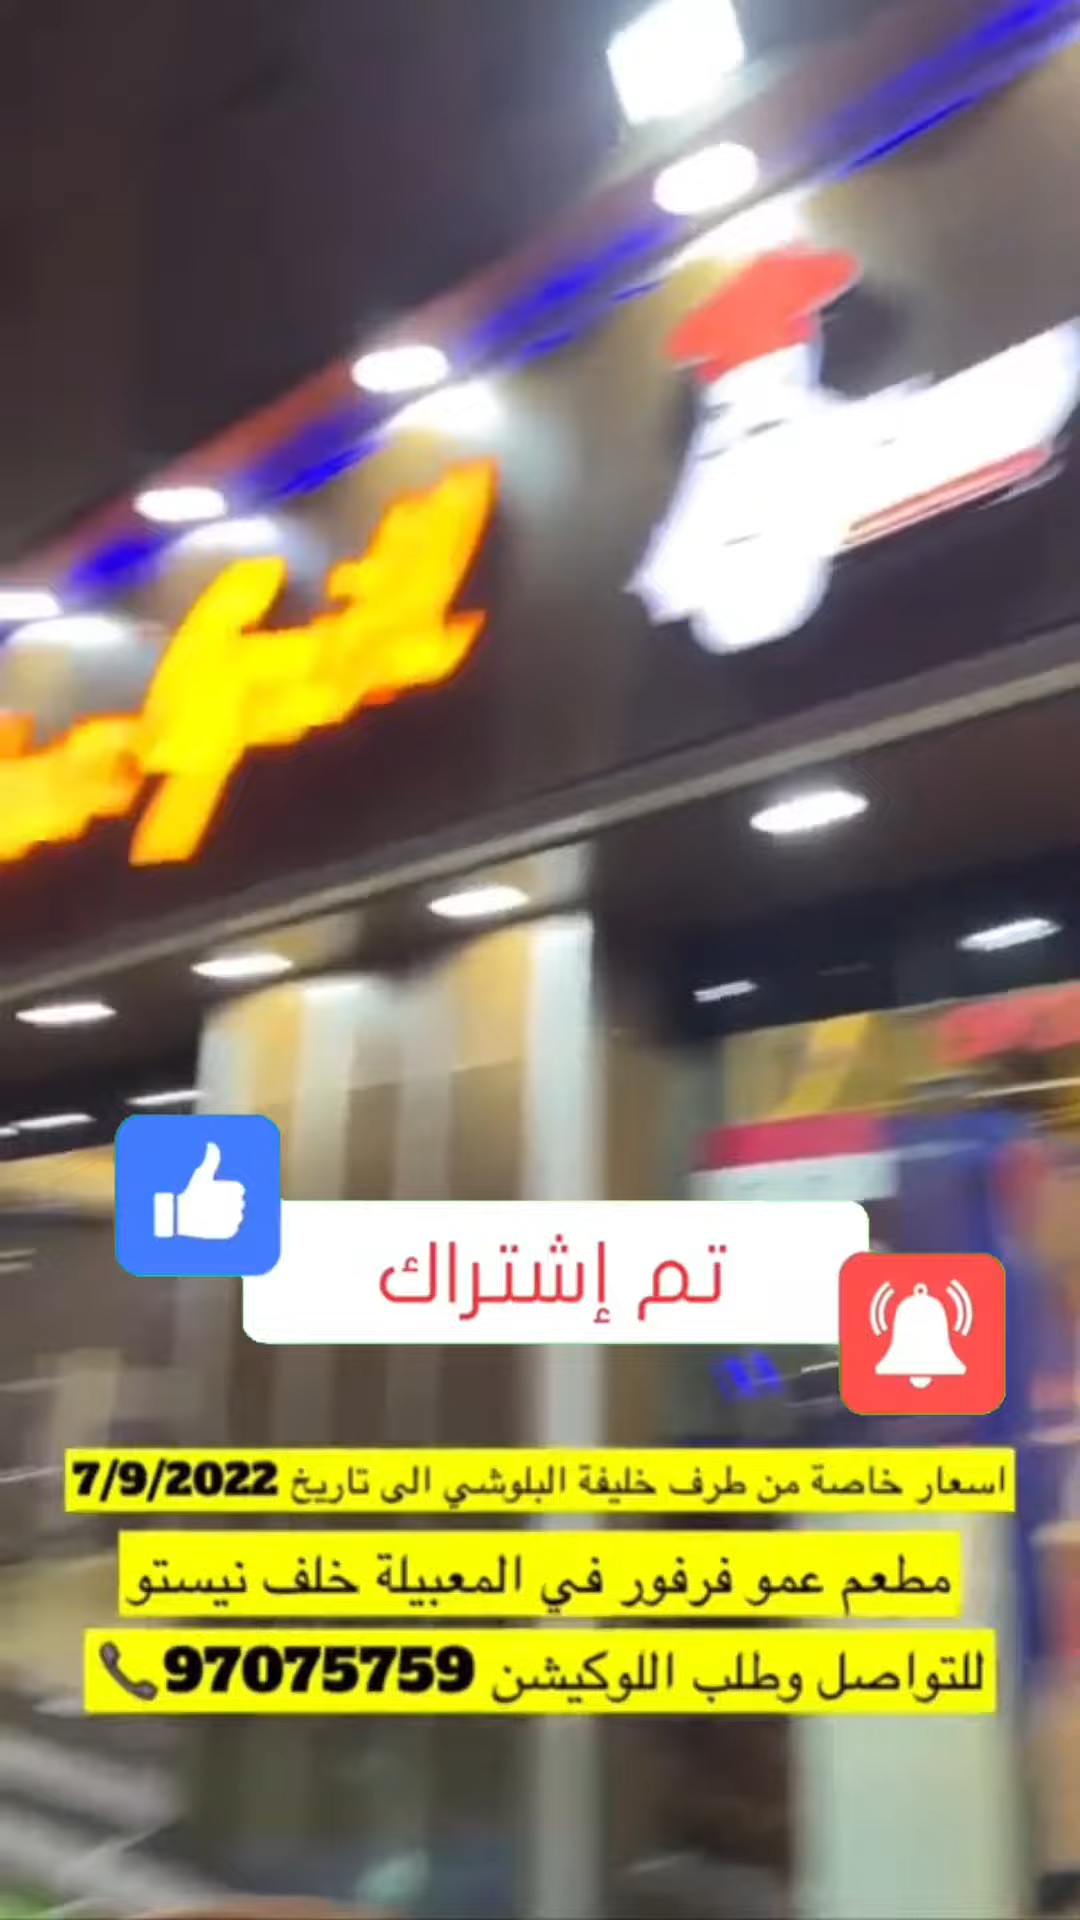 تم إشتراك
اسعار خاصة من طرف خليفة البلوشي الى تاريخ 7/9/2022
مطعم عمو فرفور في المعبيلة خلف نيستو
للتواصل وطلب اللوكيشن 97075759